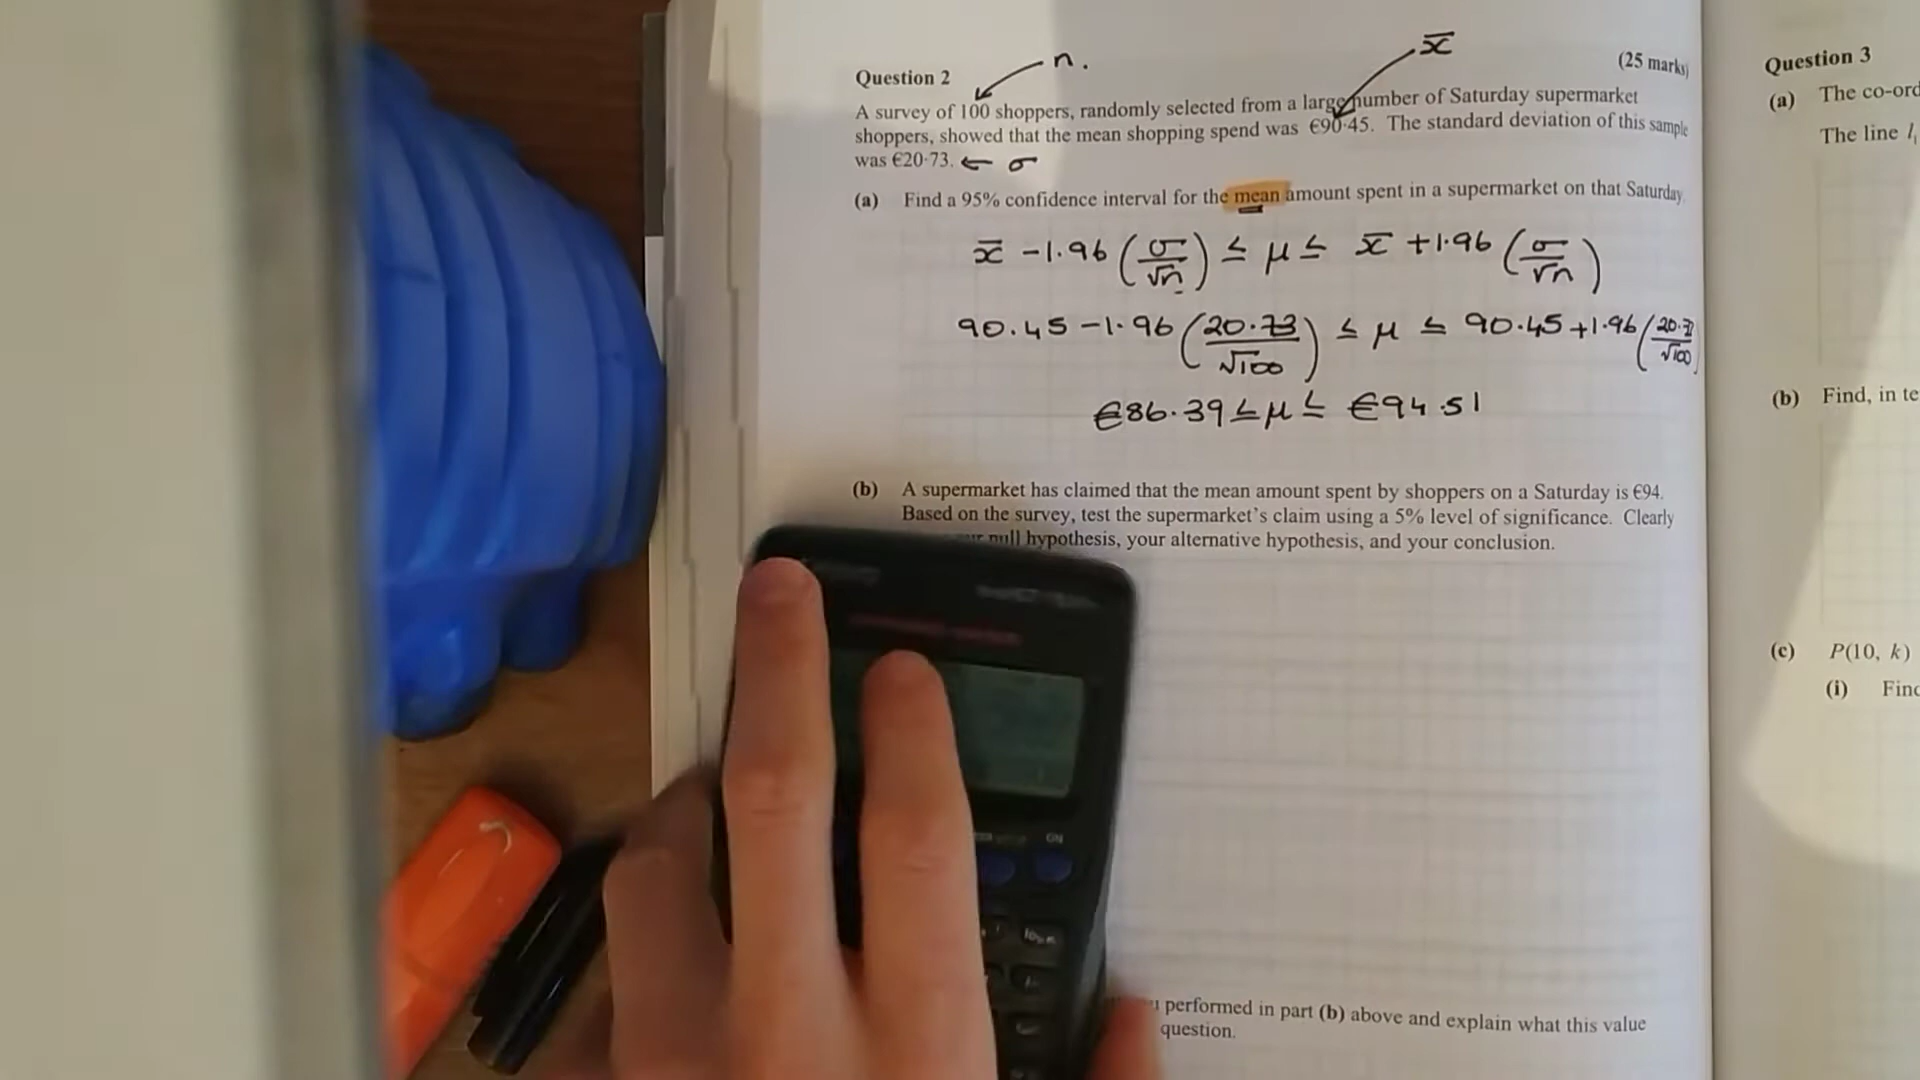 n.
x̄
Question 2
(25 marks)
A survey of 100 shoppers, randomly selected from a large number of Saturday supermarket
shoppers, showed that the mean shopping spend was €90·45. The standard deviation of this sample
was €20·73. ← σ
(a) Find a 95% confidence interval for the mean amount spent in a supermarket on that Saturday.
x̄ - 1.96 (σ/√n) ≤ μ ≤ x̄ + 1.96 (σ/√n)
90.45 - 1.96 (20.73/√100) ≤ μ ≤ 90.45 + 1.96 (20.73/√100)
€86.39 ≤ μ ≤ €94.51
(b) A supermarket has claimed that the mean amount spent by shoppers on a Saturday is €94.
Based on the survey, test the supermarket's claim using a 5% level of significance. Clearly
null hypothesis, your alternative hypothesis, and your conclusion.
ON
performed in part (b) above and explain what this value
question.
Question 3
(a) The co-ord
The line l₁
(b) Find, in te
(c) P(10, k)
(i) Find